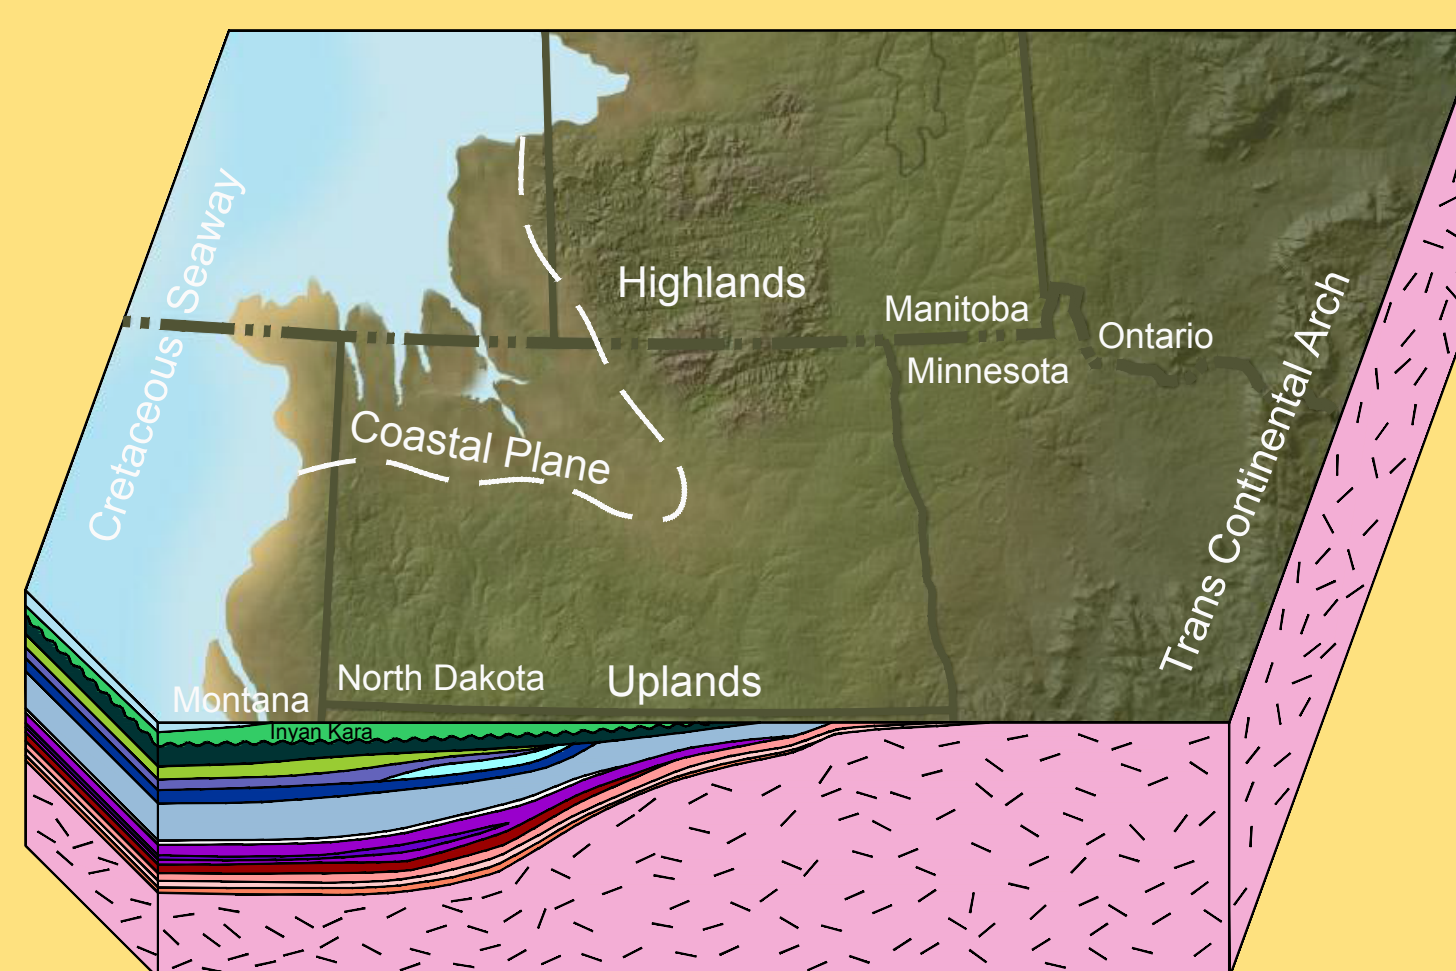 Cretaceous Seaway
Highlands
Manitoba
Ontario
Minnesota
Trans Continental Arch
Coastal Plane
North Dakota
Uplands
Montana
Inyan Kara